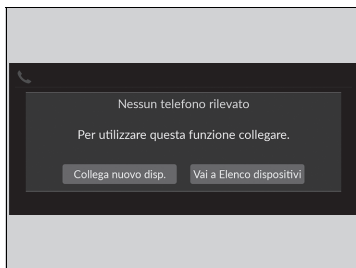 Nessun telefono rilevato
Per utilizzare questa funzione collegare.
Collega nuovo disp.
Vai a Elenco dispositivi